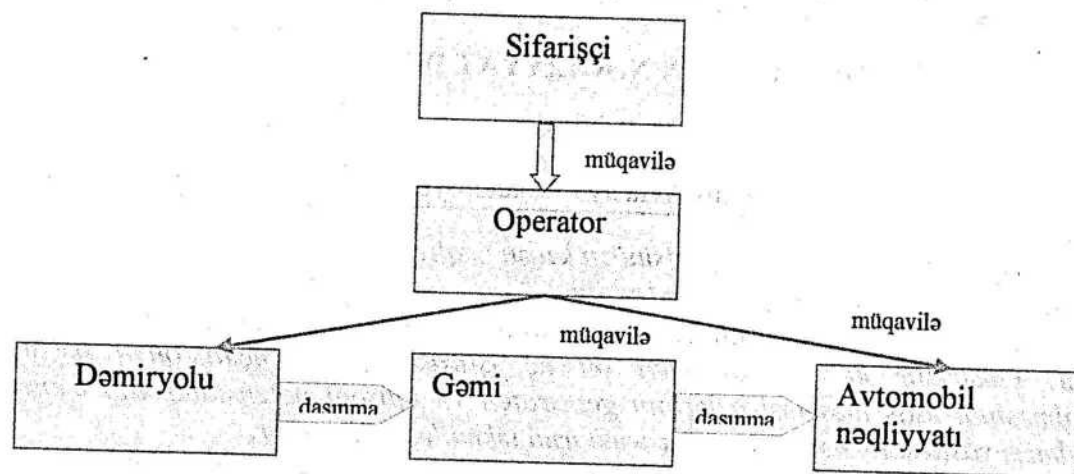 Sifarişçi
müqavilə
Operator
müqavilə
müqavilə
Dəmiryolu
daşınma
Gəmi
daşınma
Avtomobil
nəqliyyatı